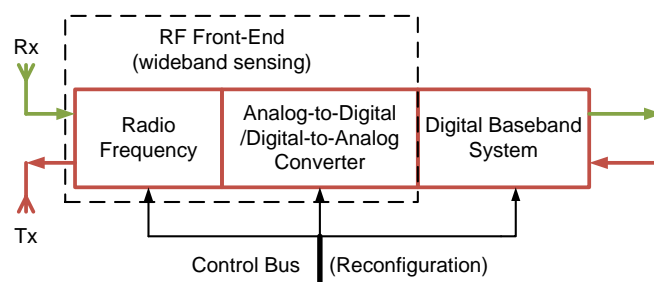 RF Front-End
(wideband sensing)
Rx
Radio
Frequency
Analog-to-Digital
/Digital-to-Analog
Converter
Digital Baseband
System
Tx
Control Bus
(Reconfiguration)